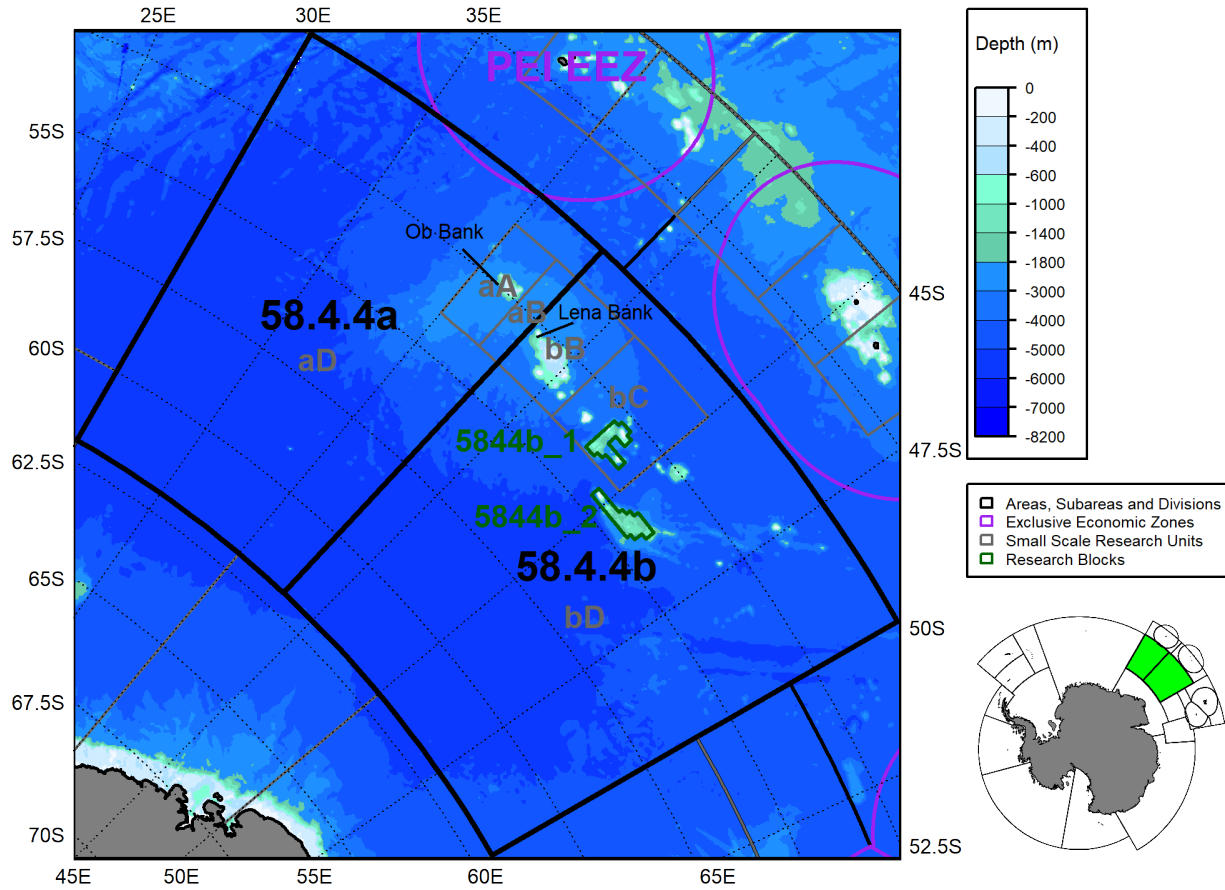 25E
30E
35E
PEI EEZ
55S
57.5S
60S
62.5S
65S
67.5S
70S
Ob Bank
aA
58.4.4a
aB
Lena Bank
aD
bB
bC
5844b_1
5844b_2
58.4.4b
bD
45S
47.5S
50S
52.5S
45E
50E
55E
60E
65E
Depth (m)
0
-200
-400
-600
-1000
-1400
-1800
-3000
-4000
-5000
-6000
-7000
-8200
Areas, Subareas and Divisions
Exclusive Economic Zones
Small Scale Research Units
Research Blocks